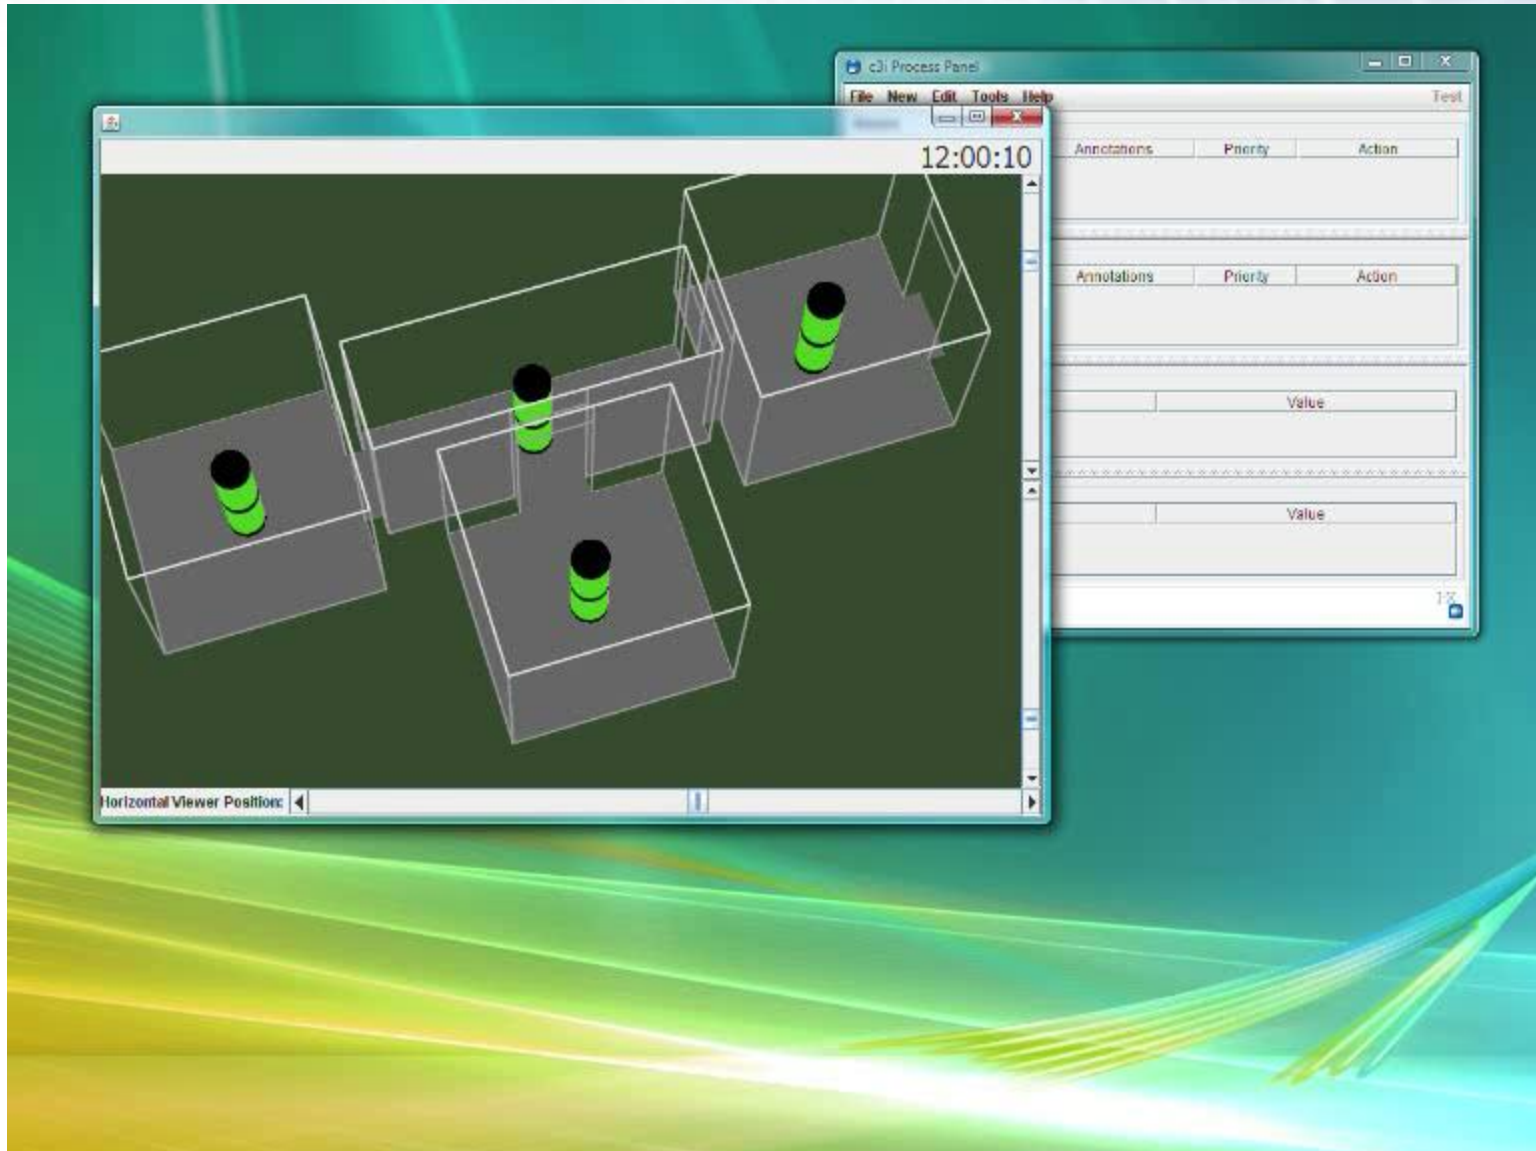 c3i Process Panel
File New Edit Tools Help Test
12:00:10
Annotations Priority Action
Annotations Priority Action
Value
Value
I-X
Horizontal Viewer Position: